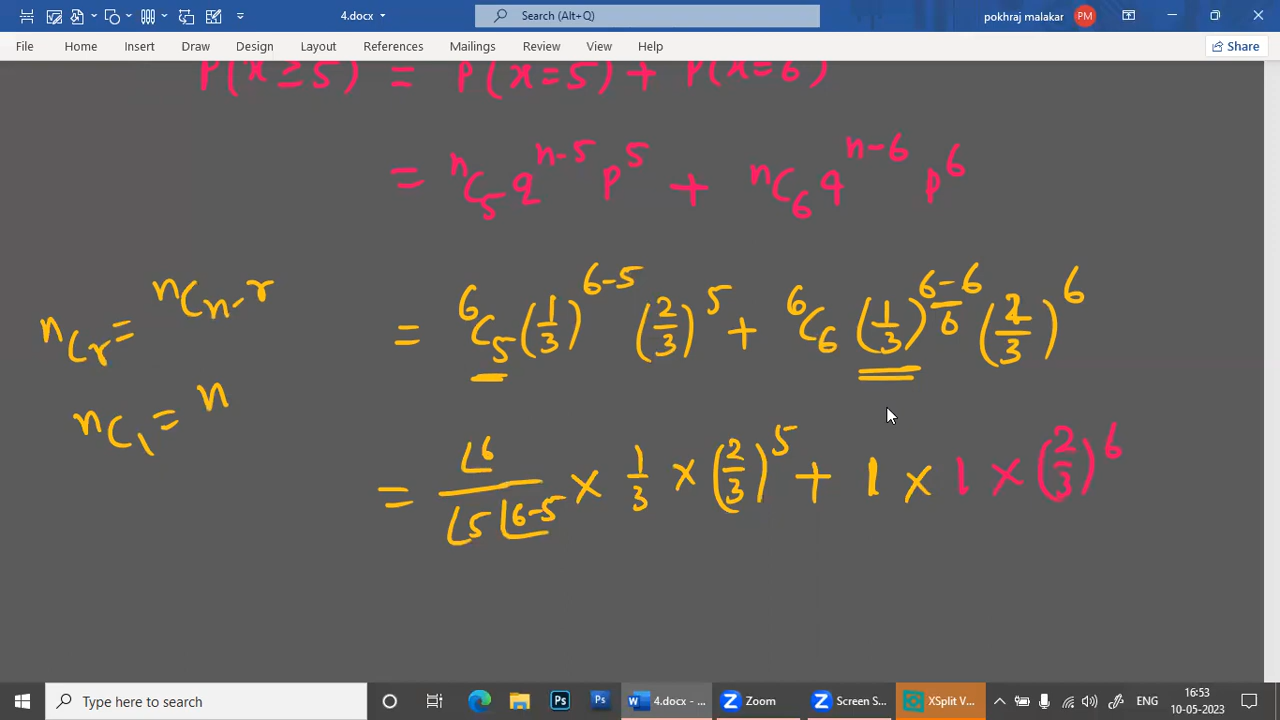 4.docx
Search (Alt+Q)
pokhraj malakar PM
File Home Insert Draw Design Layout References Mailings Review View Help Share
P(x≥5) = P(x=5) + P(x=6)
= ⁿC₅ q^(n-5) p⁵ + ⁿC₆ q^(n-6) p⁶
ⁿCᵣ = ⁿCₙ₋ᵣ
= ⁶C₅ (1/3)^(6-5) (2/3)⁵ + ⁶C₆ (1/3)^(6-6) (2/3)⁶
6
ⁿC₁ = n
= ∟6 / ∟5 ∟6-5 × 1/3 × (2/3)⁵ + 1 × 1 × (2/3)⁶
Type here to search
4.docx - ...
Zoom
Screen S...
XSplit V...
ENG
16:53
10-05-2023